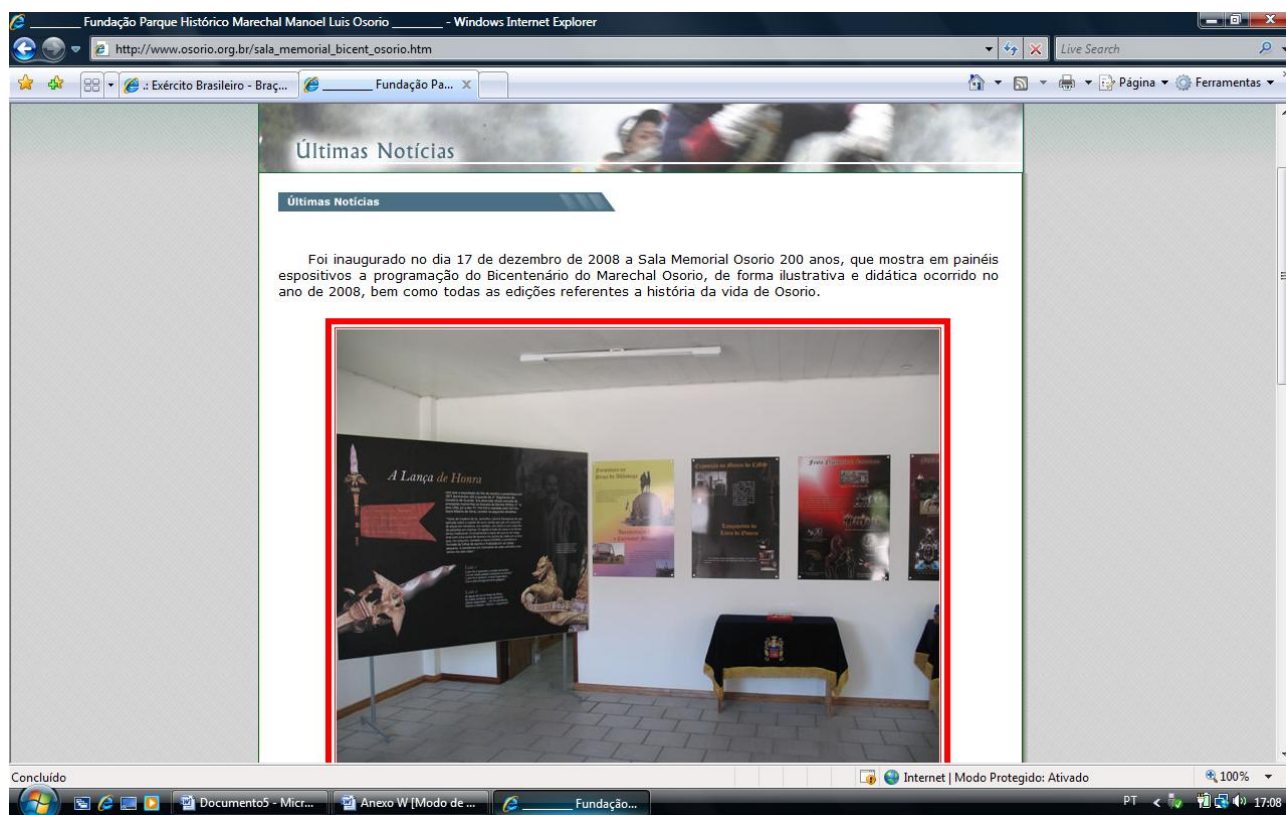 _______ Fundação Parque Histórico Marechal Manoel Luis Osorio _______ - Windows Internet Explorer
http://www.osorio.org.br/sala_memorial_bicent_osorio.htm
Live Search
.: Exército Brasileiro - Braç...
_______ Fundação Pa...
Página
Ferramentas
Últimas Notícias
Últimas Notícias
Foi inaugurado no dia 17 de dezembro de 2008 a Sala Memorial Osorio 200 anos, que mostra em painéis
espositivos a programação do Bicentenário do Marechal Osorio, de forma ilustrativa e didática ocorrido no
ano de 2008, bem como todas as edições referentes a história da vida de Osorio.
A Lança de Honra
Concluído
Internet | Modo Protegido: Ativado
100%
Documento5 - Micr...
Anexo W [Modo de ...
_______ Fundação...
PT
17:08